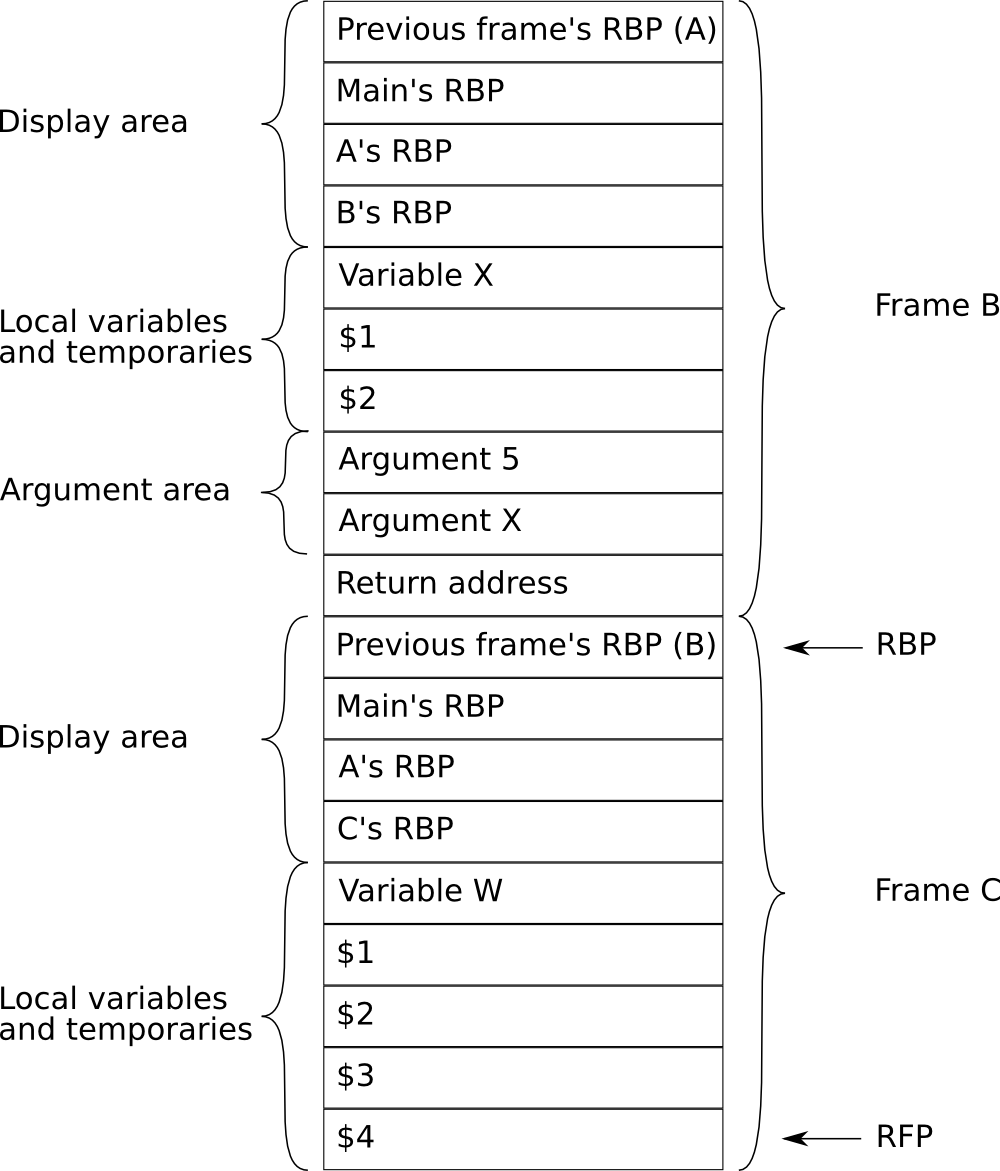 Previous frame's RBP (A)
Main's RBP
Display area
A's RBP
B's RBP
Variable X
Frame B
Local variables
and temporaries
$1
$2
Argument 5
Argument area
Argument X
Return address
Previous frame's RBP (B)
RBP
Main's RBP
Display area
A's RBP
C's RBP
Variable W
Frame C
$1
Local variables
and temporaries
$2
$3
$4
RFP